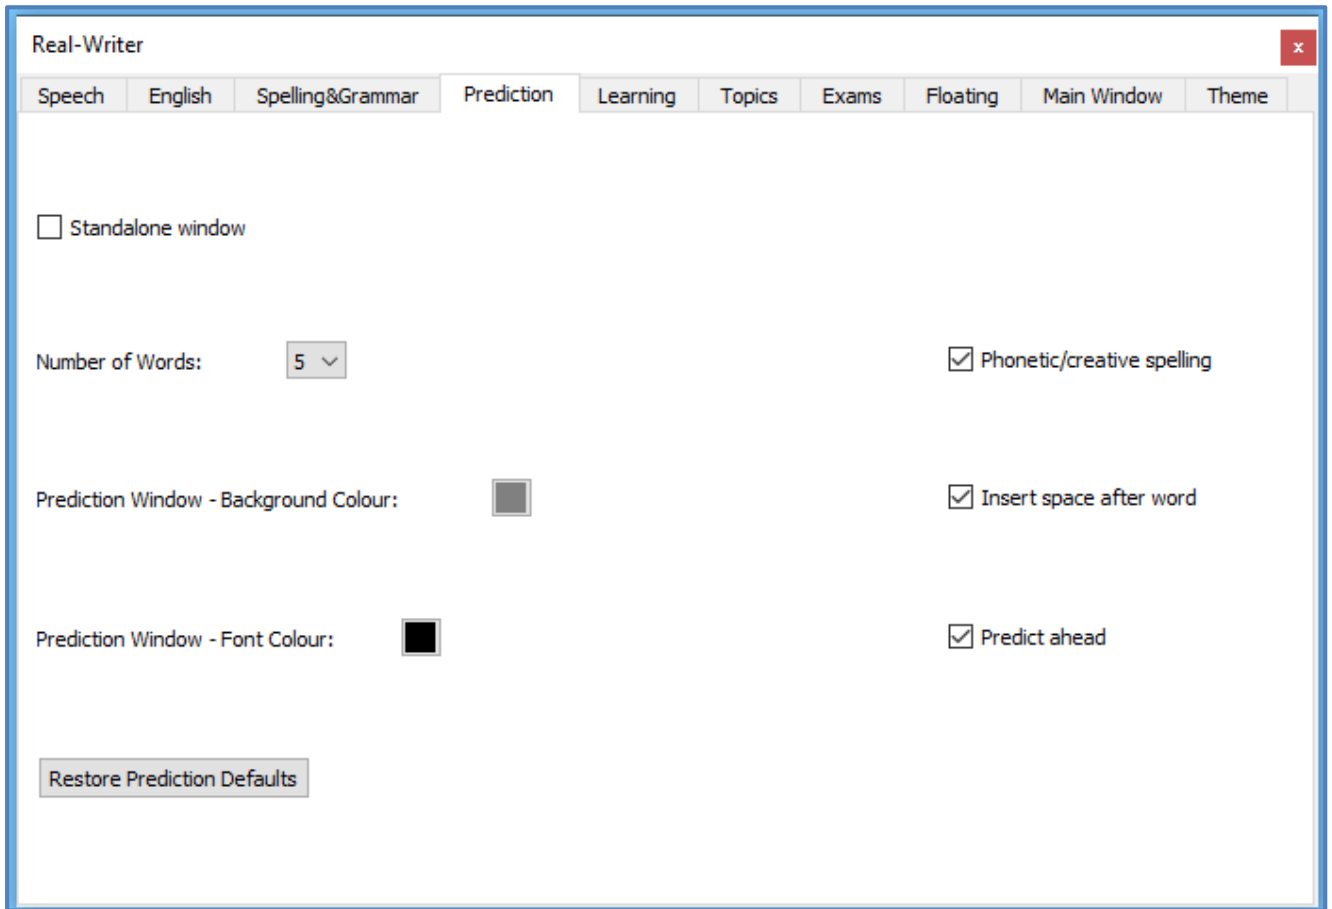 Real-Writer
x
Speech English Spelling&Grammar Prediction Learning Topics Exams Floating Main Window Theme
Standalone window
Number of Words: 5 Phonetic/creative spelling
Prediction Window - Background Colour: Insert space after word
Prediction Window - Font Colour: Predict ahead
Restore Prediction Defaults